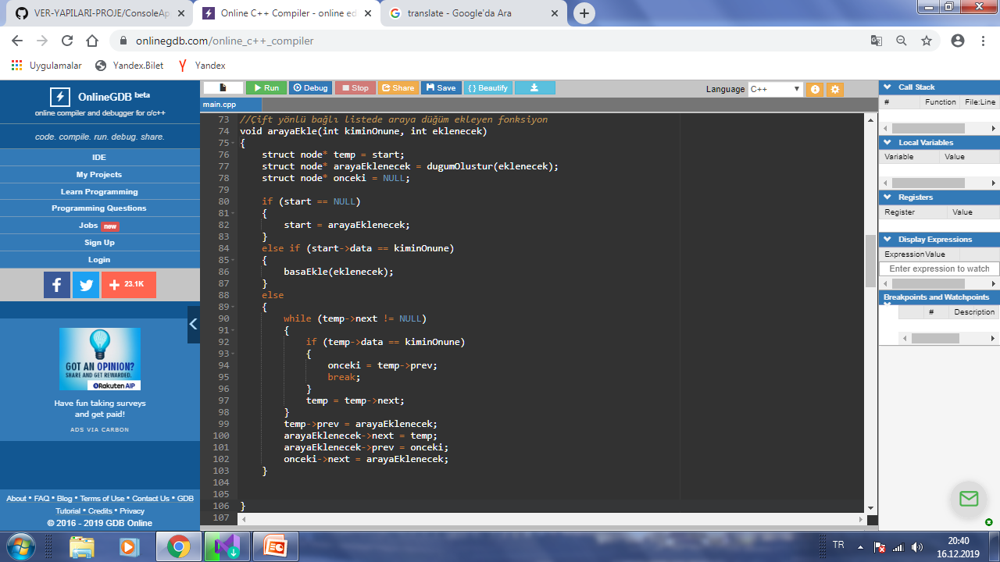 VER-YAPILARI-PROJE/ConsoleAp
Online C++ Compiler - online ed
translate - Google'da Ara
onlinegdb.com/online_c++_compiler
Uygulamalar
Yandex.Bilet
Yandex
OnlineGDB beta
online compiler and debugger for c/c++
code. compile. run. debug. share.
IDE
My Projects
Learn Programming
Programming Questions
Jobs new
Sign Up
Login
23.1K
GOT AN OPINION?
SHARE AND GET REWARDED.
Rakuten AIP
Have fun taking surveys
and get paid!
ADS VIA CARBON
About • FAQ • Blog • Terms of Use • Contact Us • GDB
Tutorial • Credits • Privacy
© 2016 - 2019 GDB Online
Run Debug Stop Share Save { } Beautify
Language C++
main.cpp
73 //Çift yönlü bağlı listede araya düğüm ekleyen fonksiyon
74 void arayaEkle(int kiminOnune, int eklenecek)
75 {
76 struct node* temp = start;
77 struct node* arayaEklenecek = dugumOlustur(eklenecek);
78 struct node* onceki = NULL;
79
80 if (start == NULL)
81 {
82 start = arayaEklenecek;
83 }
84 else if (start->data == kiminOnune)
85 {
86 basaEkle(eklenecek);
87 }
88 else
89 {
90 while (temp->next != NULL)
91 {
92 if (temp->data == kiminOnune)
93 {
94 onceki = temp->prev;
95 break;
96 }
97 temp = temp->next;
98 }
99 temp->prev = arayaEklenecek;
100 arayaEklenecek->next = temp;
101 arayaEklenecek->prev = onceki;
102 onceki->next = arayaEklenecek;
103 }
104
105
106 }
107
Call Stack
# Function File:Line
Local Variables
Variable Value
Registers
Register Value
Display Expressions
Expression Value
Enter expression to watch
Breakpoints and Watchpoints
# Description
TR
20:40
16.12.2019